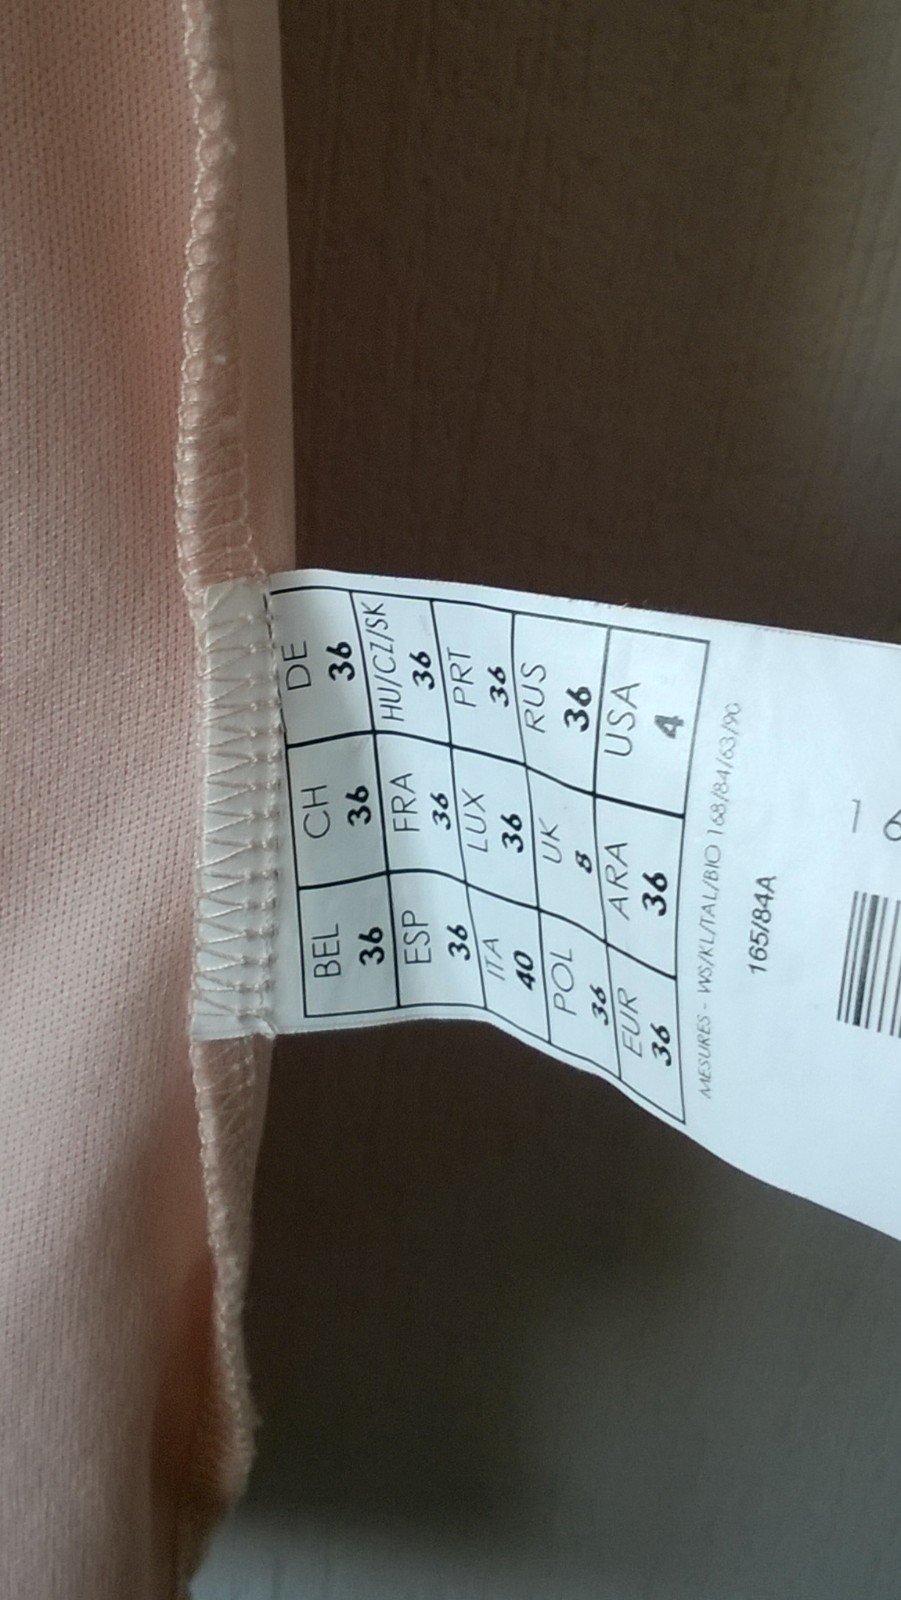 BEL CH DE
36 36 36
ESP FRA HU/CZ/SK
36 36 36
ITA LUX PRT
40 36 36
POL UK RUS
36 8 36
EUR ARA USA
36 36 4
MESURES - WS/KL/TAL/BIO 168/84/63/90
165/84A